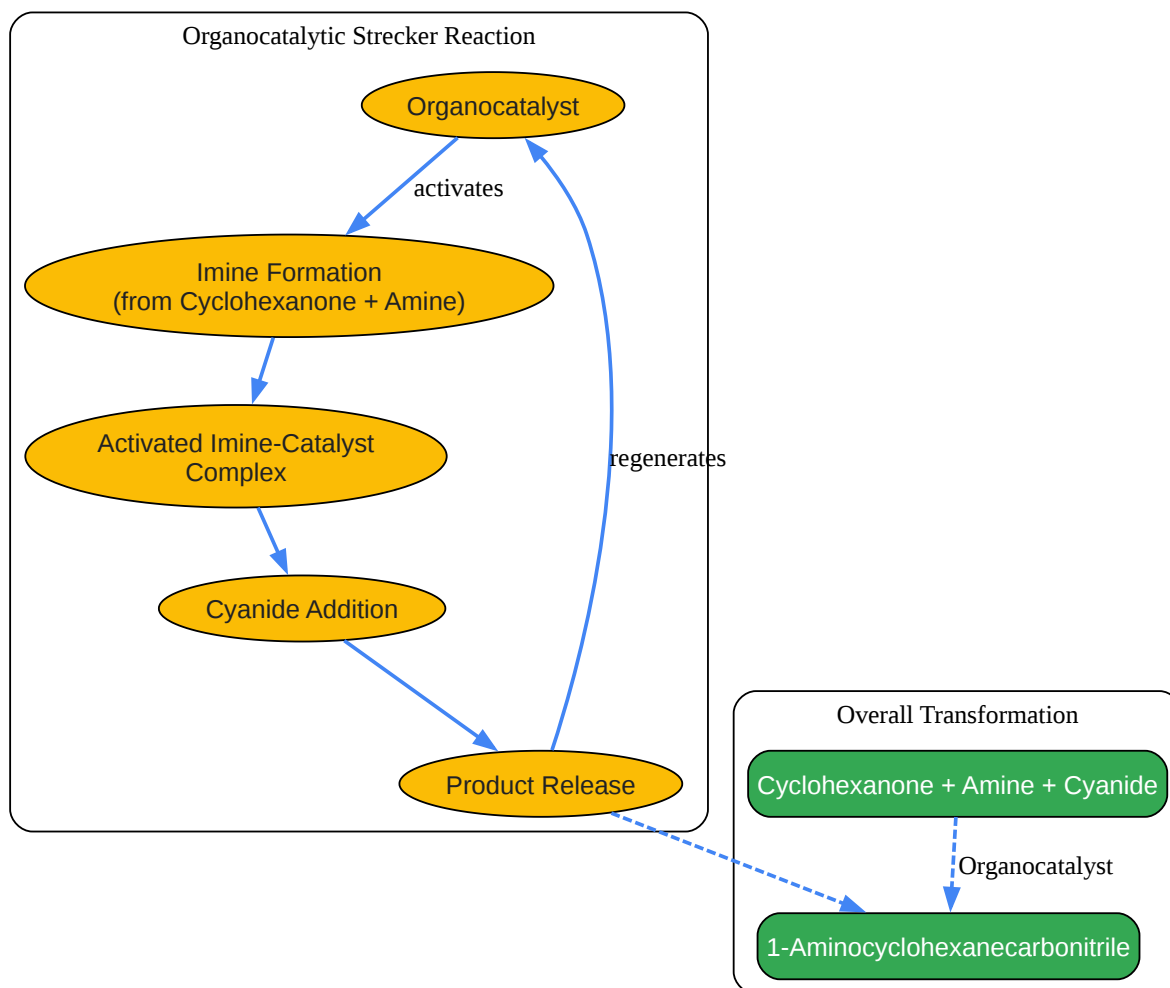 Organocatalytic Strecker Reaction
Organocatalyst
activates
Imine Formation
(from Cyclohexanone + Amine)
Activated Imine-Catalyst
Complex
regenerates
Cyanide Addition
Product Release
Overall Transformation
Cyclohexanone + Amine + Cyanide
Organocatalyst
1-Aminocyclohexanecarbonitrile